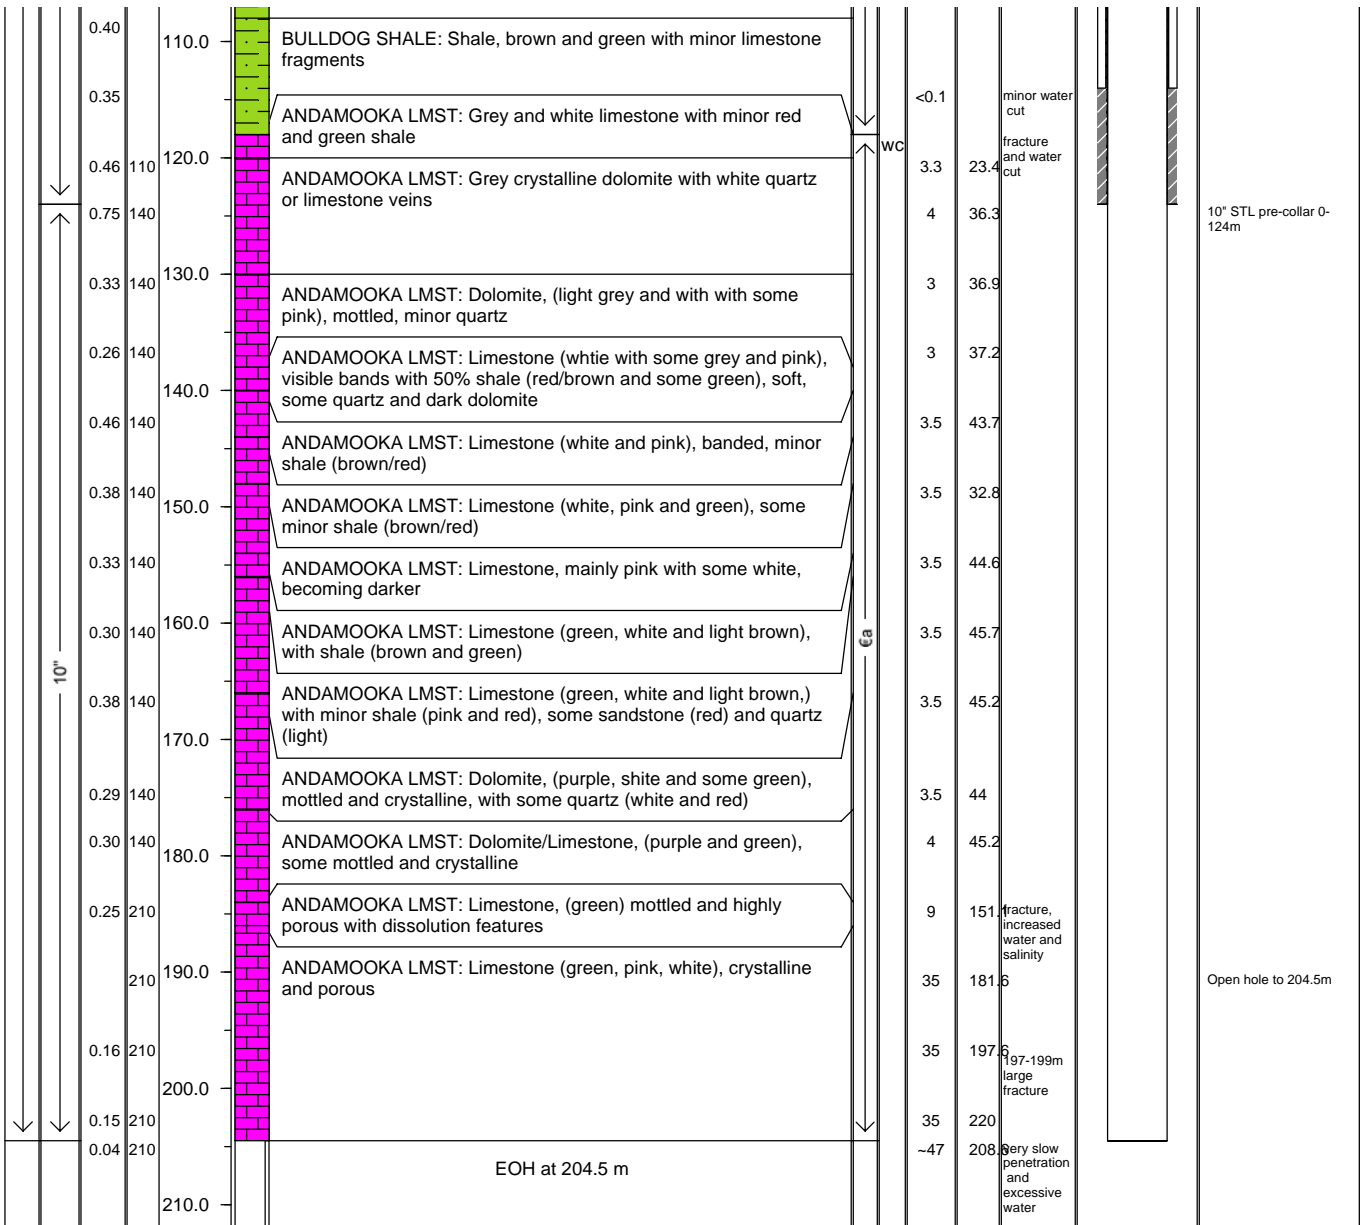 0.40
110.0
BULLDOG SHALE: Shale, brown and green with minor limestone
fragments
0.35
<0.1
minor water
cut
ANDAMOOKA LMST: Grey and white limestone with minor red
and green shale
wc
fracture
and water
cut
120.0
0.46 110
3.3 23.4
ANDAMOOKA LMST: Grey crystalline dolomite with white quartz
or limestone veins
0.75 140
4 36.3
10" STL pre-collar 0-
124m
130.0
0.33 140
3 36.9
ANDAMOOKA LMST: Dolomite, (light grey and with with some
pink), mottled, minor quartz
0.26 140
3 37.2
ANDAMOOKA LMST: Limestone (whtie with some grey and pink),
visible bands with 50% shale (red/brown and some green), soft,
some quartz and dark dolomite
140.0
0.46 140
3.5 43.7
ANDAMOOKA LMST: Limestone (white and pink), banded, minor
shale (brown/red)
0.38 140
3.5 32.8
150.0
ANDAMOOKA LMST: Limestone (white, pink and green), some
minor shale (brown/red)
0.33 140
3.5 44.6
ANDAMOOKA LMST: Limestone, mainly pink with some white,
becoming darker
160.0
0.30 140
3.5 45.7
ANDAMOOKA LMST: Limestone (green, white and light brown),
with shale (brown and green)
€a
10"
0.38 140
3.5 45.2
ANDAMOOKA LMST: Limestone (green, white and light brown,)
with minor shale (pink and red), some sandstone (red) and quartz
(light)
170.0
ANDAMOOKA LMST: Dolomite, (purple, shite and some green),
mottled and crystalline, with some quartz (white and red)
0.29 140
3.5 44
0.30 140
4 45.2
180.0
ANDAMOOKA LMST: Dolomite/Limestone, (purple and green),
some mottled and crystalline
0.25 210
9 151.1
fracture,
increased
water and
salinity
ANDAMOOKA LMST: Limestone, (green) mottled and highly
porous with dissolution features
190.0
210
35 181.6
Open hole to 204.5m
ANDAMOOKA LMST: Limestone (green, pink, white), crystalline
and porous
0.16 210
35 197.6
197-199m
large
fracture
200.0
0.15 210
35 220
0.04 210
~47 208.6
very slow
penetration
and
excessive
water
EOH at 204.5 m
210.0